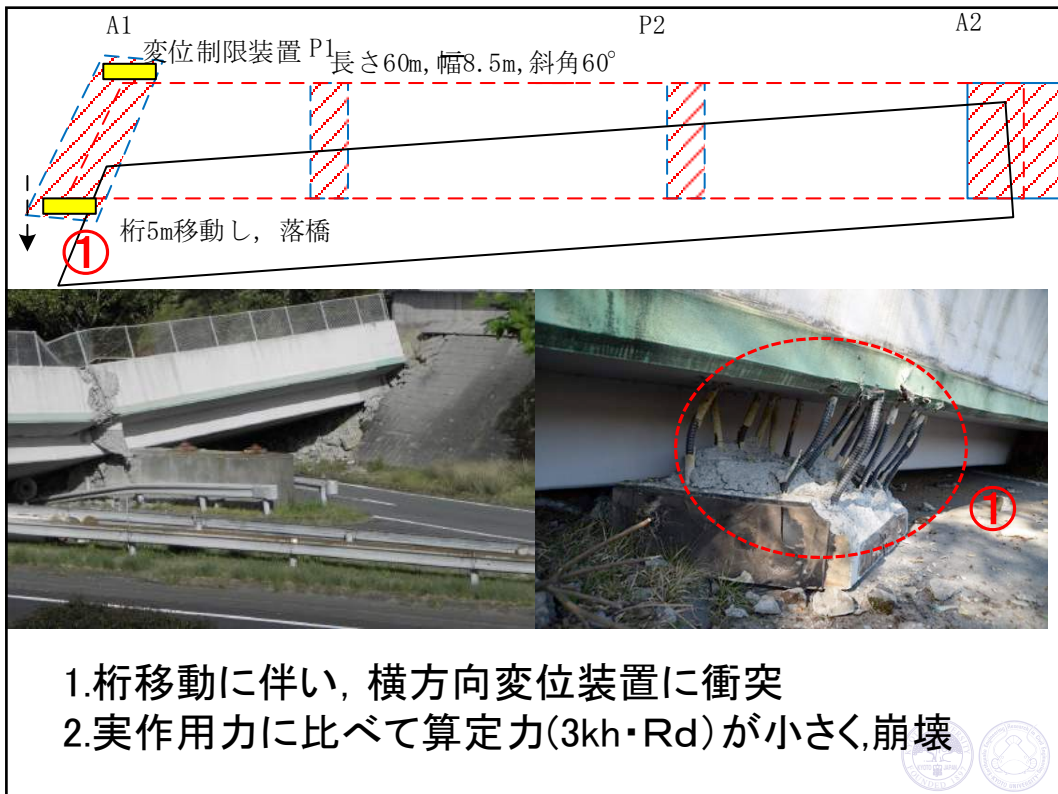 A1
P2
A2
変位制限装置 P1
長さ60m,幅8.5m,斜角60°
桁5m移動し，落橋
①
①
1.桁移動に伴い，横方向変位装置に衝突
2.実作用力に比べて算定力(3kh・Rd)が小さく,崩壊